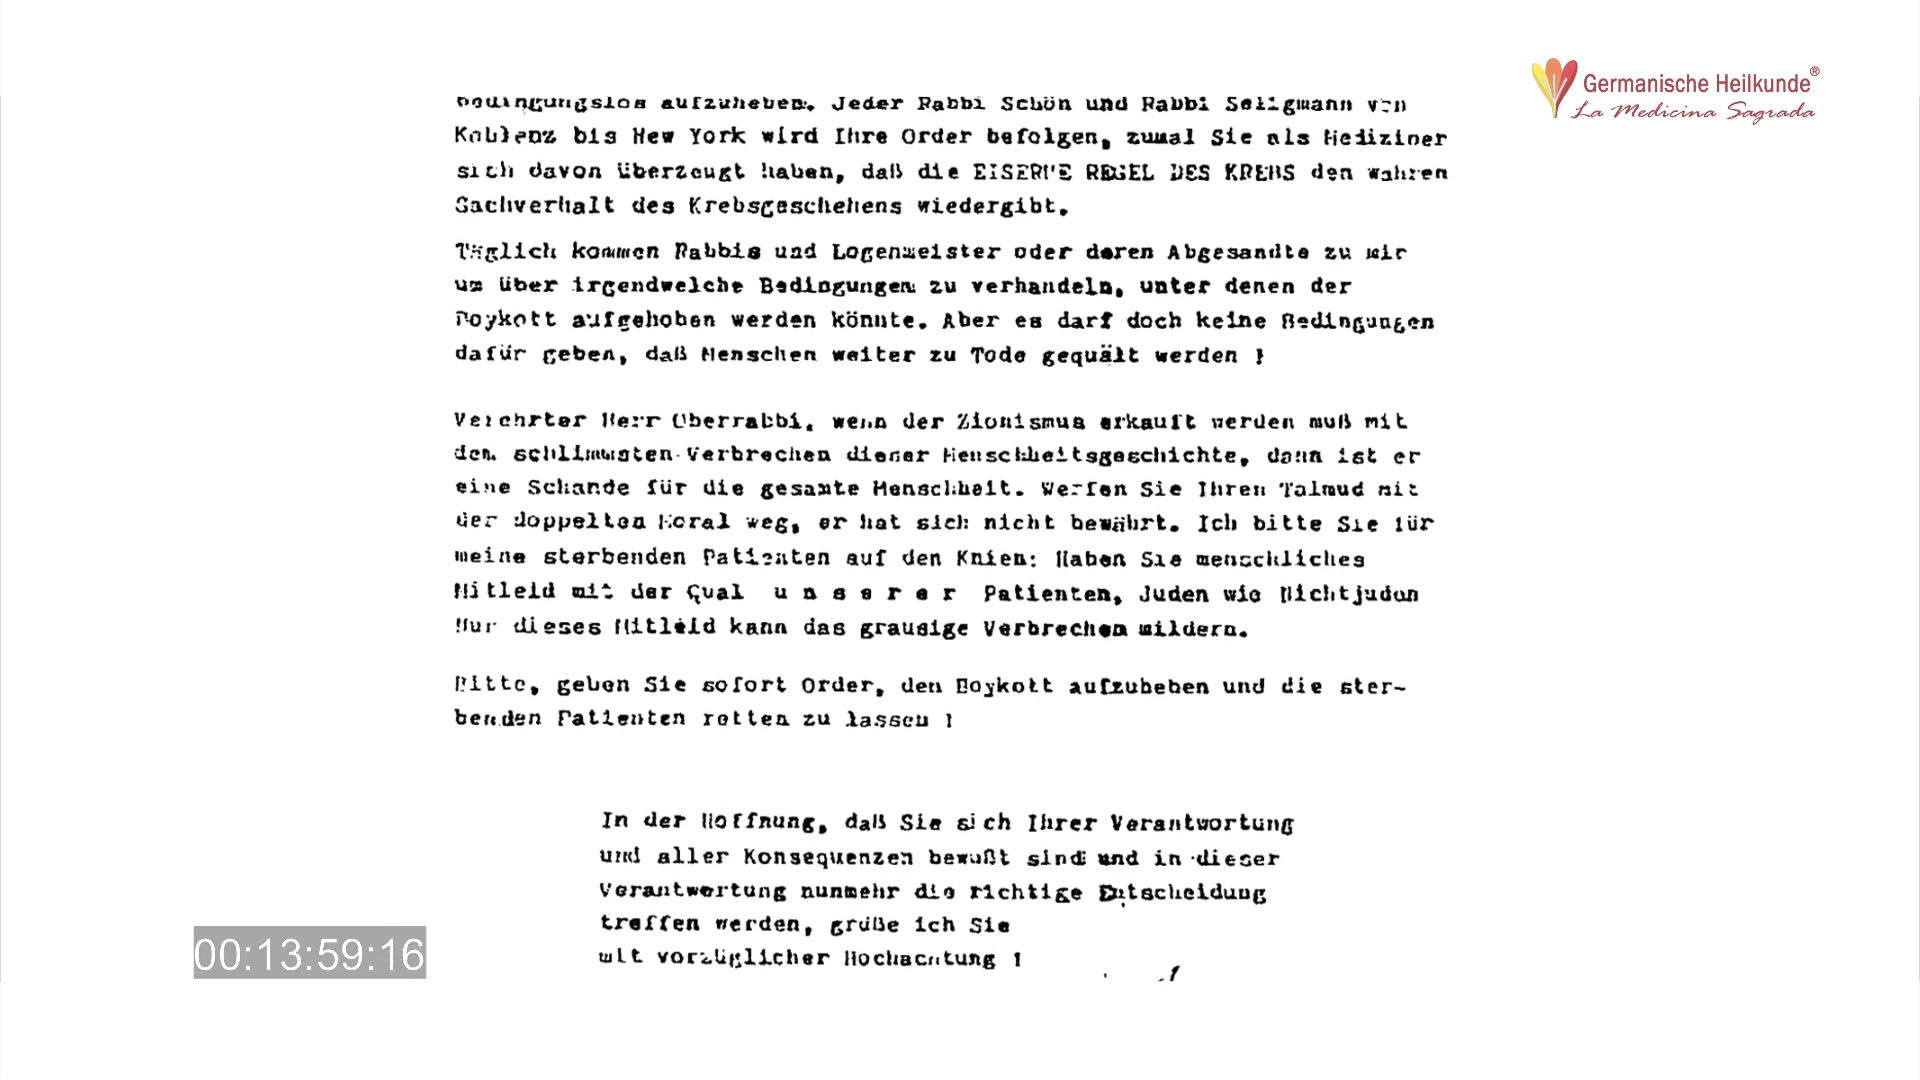 Germanische Heilkunde®
La Medicina Sagrada
bedingungslos aufzuheben. Jeder Rabbi Schön und Rabbi Seligmann von
Koblenz bis New York wird Ihre Order befolgen, zumal Sie als Mediziner
sich davon überzeugt haben, daß die EISERNE REGEL DES KREBS den wahren
Sachverhalt des Krebsgeschehens wiedergibt.
Täglich kommen Rabbis und Logenmeister oder deren Abgesandte zu mir
um über irgendwelche Bedingungen zu verhandeln, unter denen der
Boykott aufgehoben werden könnte. Aber es darf doch keine Bedingungen
dafür geben, daß Menschen weiter zu Tode gequält werden !
Verehrter Herr Oberrabbi, wenn der Zionismus erkauft werden muß mit
den schlimmsten Verbrechen dieser Menschheitsgeschichte, dann ist er
eine Schande für die gesamte Menschheit. Werfen Sie Ihren Talmud mit
der doppelten Moral weg, er hat sich nicht bewährt. Ich bitte Sie für
meine sterbenden Patienten auf den Knien: Haben Sie menschliches
Mitleid mit der Qual u n s e r e r Patienten, Juden wie Nichtjuden
Nur dieses Mitleid kann das grausige Verbrechen mildern.
Bitte, geben Sie sofort Order, den Boykott aufzuheben und die ster-
benden Patienten retten zu lassen !
In der Hoffnung, daß Sie sich Ihrer Verantwortung
und aller Konsequenzen bewußt sind und in dieser
Verantwortung nunmehr die richtige Entscheidung
treffen werden, grüße ich Sie
mit vorzüglicher Hochachtung !
00:13:59:16